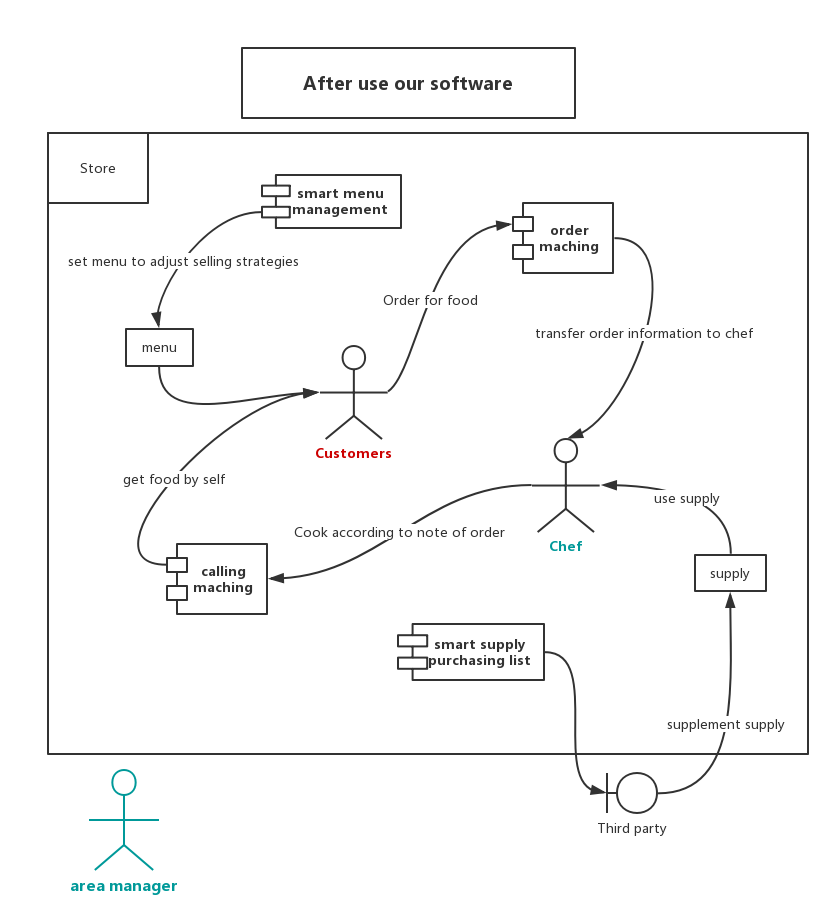 After use our software
Store
smart menu
management
order
maching
set menu to adjust selling strategies
Order for food
transfer order information to chef
menu
Customers
get food by self
use supply
Cook according to note of order
Chef
calling
maching
supply
smart supply
purchasing list
supplement supply
Third party
area manager